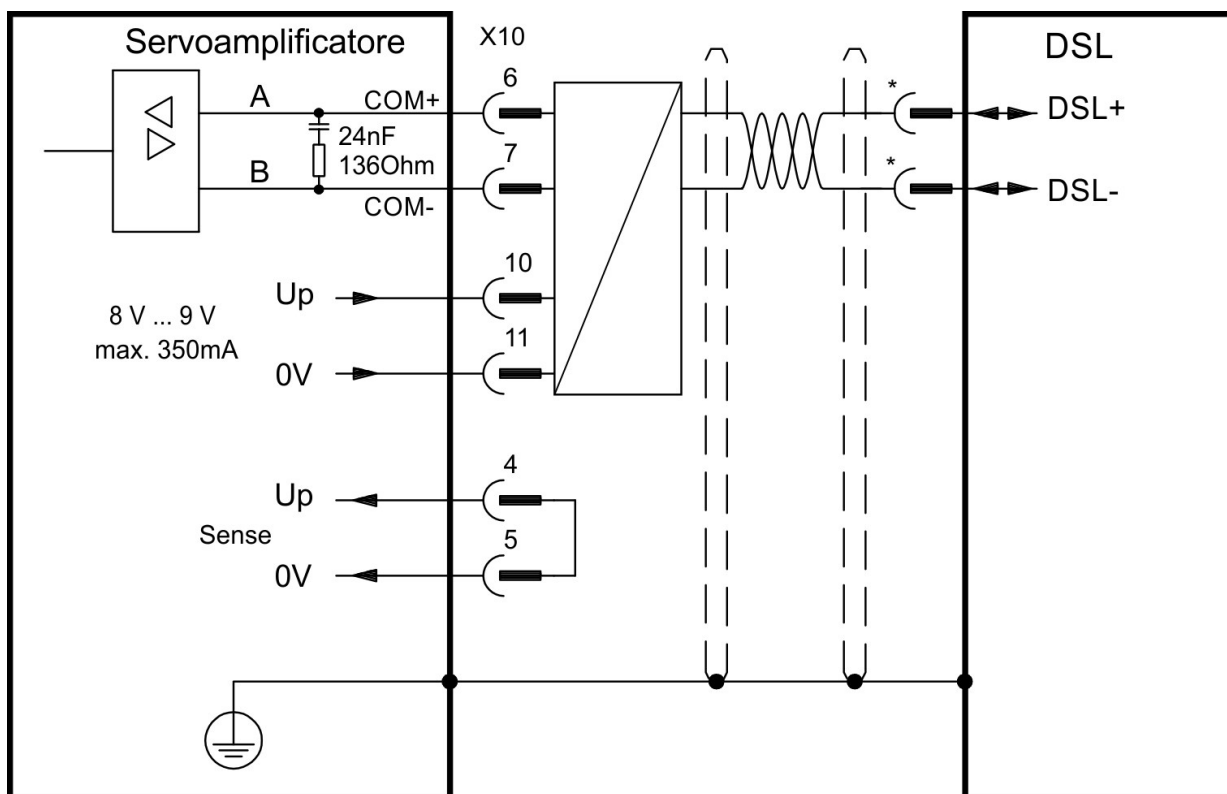 Servoamplificatore
X10
DSL
6
A
COM+
*
DSL+
24nF
136Ohm
7
B
COM-
*
DSL-
10
Up
8 V ... 9 V
max. 350mA
11
0V
4
Up
Sense
5
0V